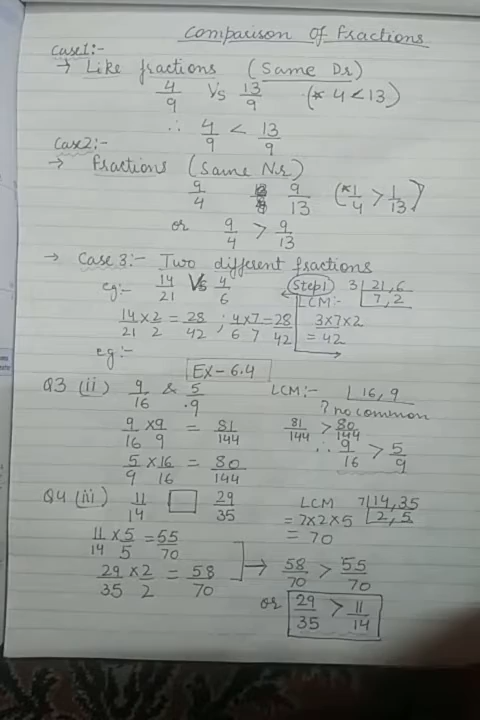 Comparison Of Fractions
Case1:-
→ Like fractions (Same Dr)
4/9 Vs 13/9 (* 4 < 13)
∴ 4/9 < 13/9
Case2:-
→ fractions (Same Nr)
9/4 9/13 (* 1/4 > 1/13)
or 9/4 > 9/13
→ Case 3:- Two different fractions
eg:- 14/21 Vs 4/6 Step1 3 | 21, 6
LCM:- 7, 2
14/21 × 2/2 = 28/42 ; 4/6 × 7/7 = 28/42 3×7×2
= 42
eg:-
Ex-6.4
Q3 (ii) 9/16 & 5/9 LCM:- | 16, 9
? no common
9/16 × 9/9 = 81/144 81/144 > 80/144
∴ 9/16 > 5/9
5/9 × 16/16 = 80/144
Q4 (iii) 11/14 □ 29/35 LCM 7 | 14, 35
= 7×2×5 | 2, 5
= 70
11/14 × 5/5 = 55/70
29/35 × 2/2 = 58/70 → 58/70 > 55/70
or 29/35 > 11/14